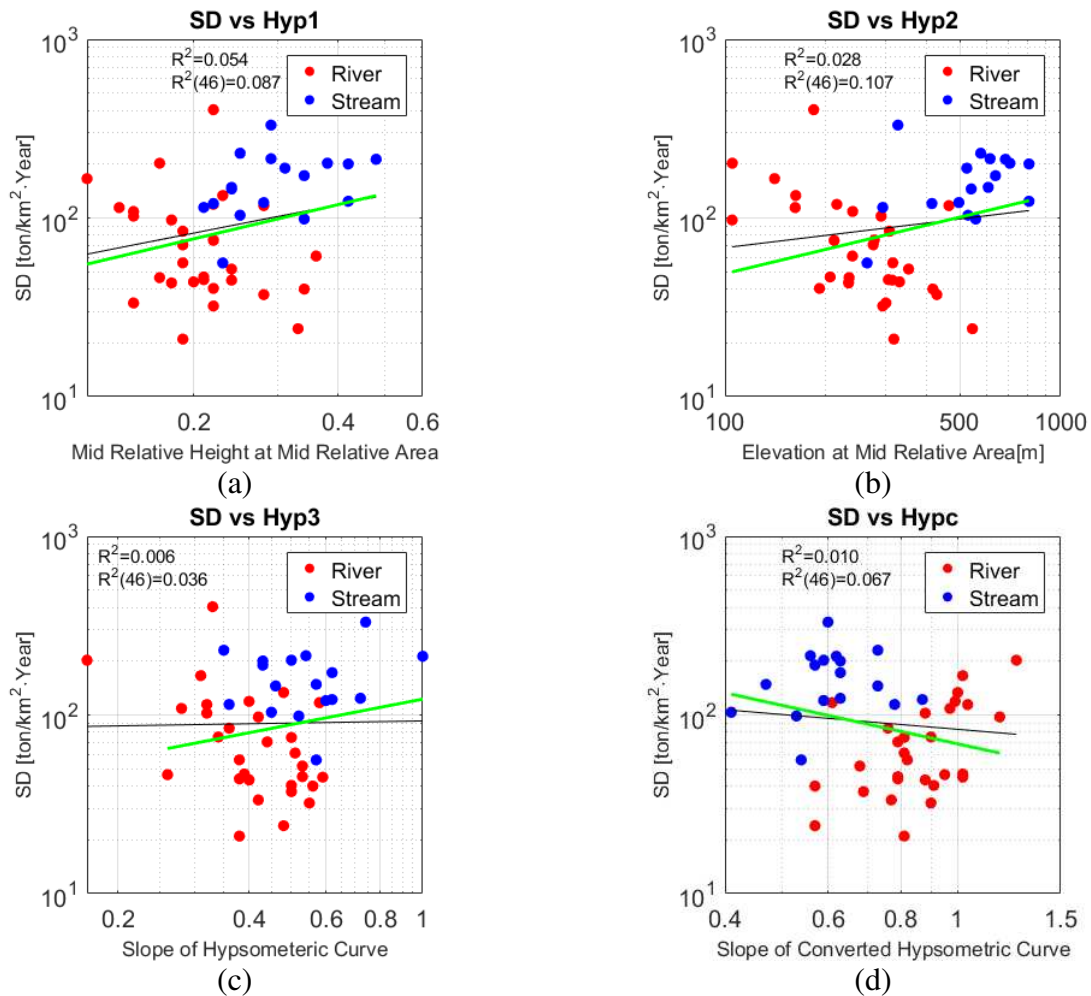 SD vs Hyp1
10³
R²=0.054
R²(46)=0.087
River
Stream
SD [ton/km²·Year]
10²
10¹
0.2
0.4
0.6
Mid Relative Height at Mid Relative Area
(a)
SD vs Hyp2
10³
R²=0.028
R²(46)=0.107
River
Stream
SD [ton/km²·Year]
10²
10¹
100
500
1000
Elevation at Mid Relative Area[m]
(b)
SD vs Hyp3
10³
R²=0.006
R²(46)=0.036
River
Stream
SD [ton/km²·Year]
10²
10¹
0.2
0.4
0.6
0.8
1
Slope of Hypsometeric Curve
(c)
SD vs Hypc
10³
R²=0.010
R²(46)=0.067
River
Stream
SD [ton/km²·Year]
10²
10¹
0.4
0.6
0.8
1
1.5
Slope of Converted Hypsometric Curve
(d)